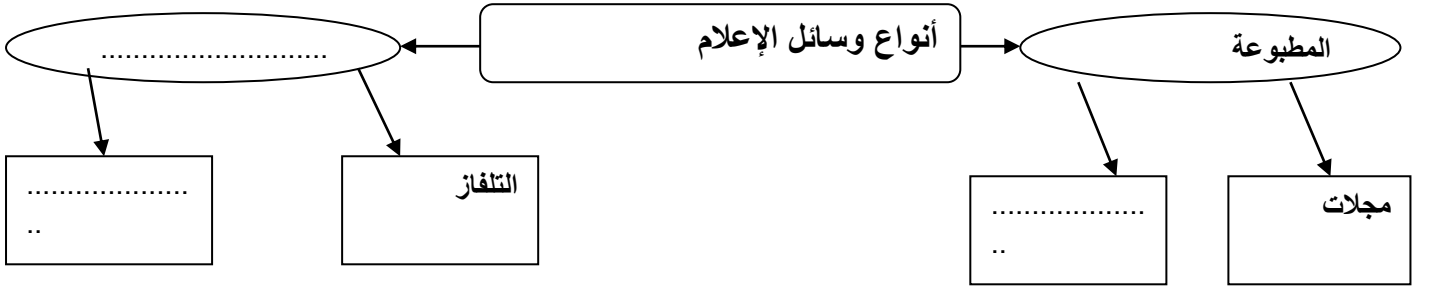 أنواع وسائل الإعلام
المطبوعة
............................
مجلات
...................
..
التلفاز
....................
..